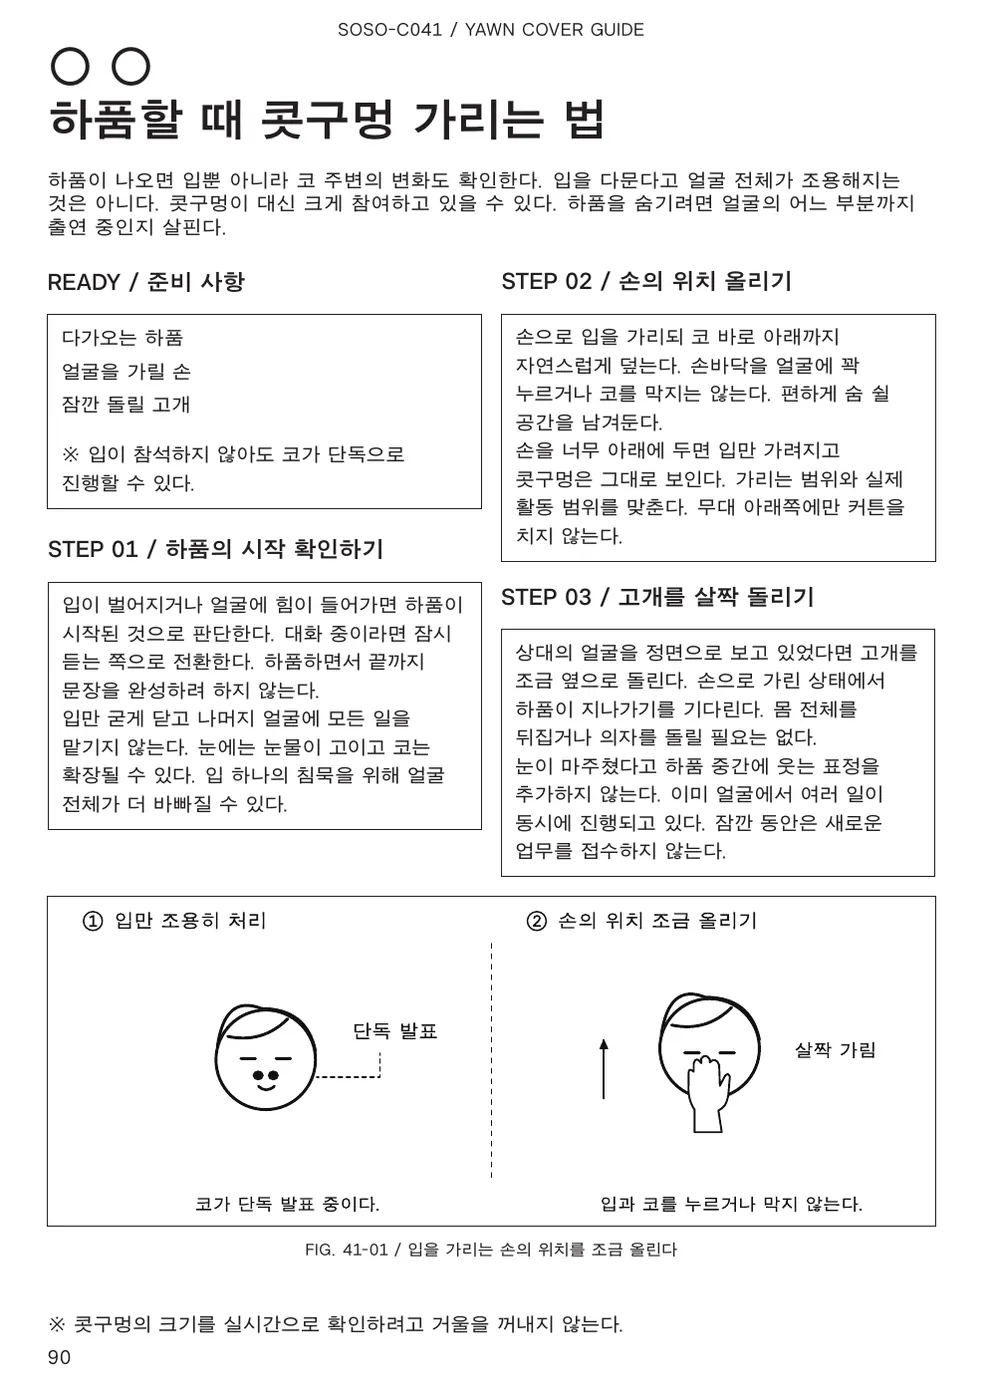 SOSO-C041 / YAWN COVER GUIDE
하품할 때 콧구멍 가리는 법
하품이 나오면 입뿐 아니라 코 주변의 변화도 확인한다. 입을 다문다고 얼굴 전체가 조용해지는
것은 아니다. 콧구멍이 대신 크게 참여하고 있을 수 있다. 하품을 숨기려면 얼굴의 어느 부분까지
출연 중인지 살핀다.
READY / 준비 사항
다가오는 하품
얼굴을 가릴 손
잠깐 돌릴 고개
※ 입이 참석하지 않아도 코가 단독으로
진행할 수 있다.
STEP 01 / 하품의 시작 확인하기
입이 벌어지거나 얼굴에 힘이 들어가면 하품이
시작된 것으로 판단한다. 대화 중이라면 잠시
듣는 쪽으로 전환한다. 하품하면서 끝까지
문장을 완성하려 하지 않는다.
입만 굳게 닫고 나머지 얼굴에 모든 일을
맡기지 않는다. 눈에는 눈물이 고이고 코는
확장될 수 있다. 입 하나의 침묵을 위해 얼굴
전체가 더 바빠질 수 있다.
STEP 02 / 손의 위치 올리기
손으로 입을 가리되 코 바로 아래까지
자연스럽게 덮는다. 손바닥을 얼굴에 꽉
누르거나 코를 막지는 않는다. 편하게 숨 쉴
공간을 남겨둔다.
손을 너무 아래에 두면 입만 가려지고
콧구멍은 그대로 보인다. 가리는 범위와 실제
활동 범위를 맞춘다. 무대 아래쪽에만 커튼을
치지 않는다.
STEP 03 / 고개를 살짝 돌리기
상대의 얼굴을 정면으로 보고 있었다면 고개를
조금 옆으로 돌린다. 손으로 가린 상태에서
하품이 지나가기를 기다린다. 몸 전체를
뒤집거나 의자를 돌릴 필요는 없다.
눈이 마주쳤다고 하품 중간에 웃는 표정을
추가하지 않는다. 이미 얼굴에서 여러 일이
동시에 진행되고 있다. 잠깐 동안은 새로운
업무를 접수하지 않는다.
① 입만 조용히 처리
단독 발표
코가 단독 발표 중이다.
② 손의 위치 조금 올리기
살짝 가림
입과 코를 누르거나 막지 않는다.
FIG. 41-01 / 입을 가리는 손의 위치를 조금 올린다
※ 콧구멍의 크기를 실시간으로 확인하려고 거울을 꺼내지 않는다.
90